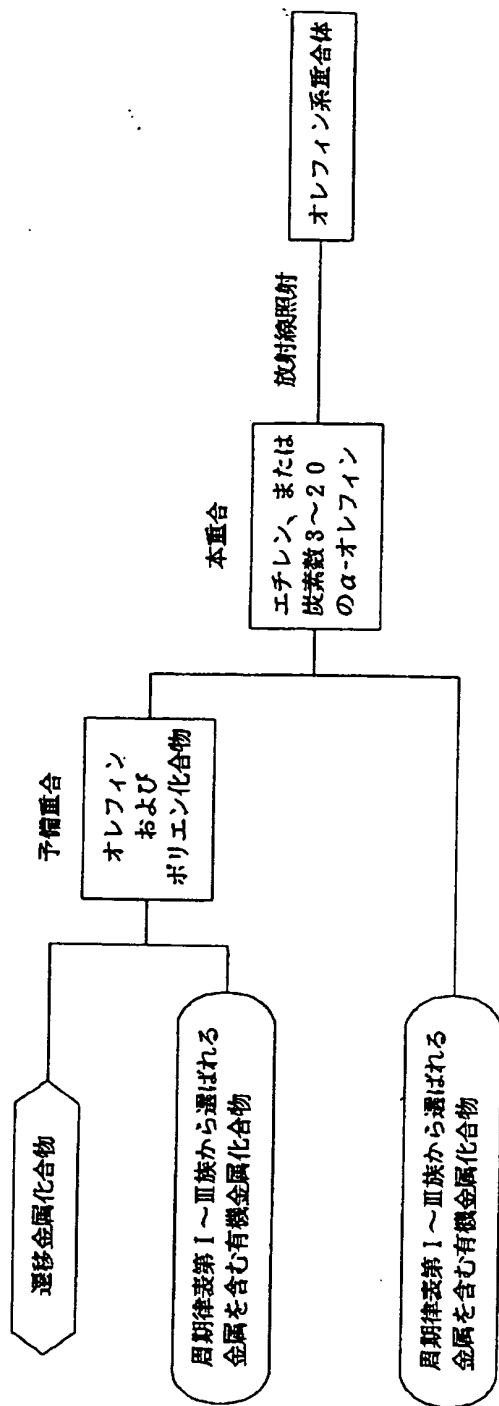 遷移金属化合物
周期律表第Ⅰ～Ⅲ族から選ばれる
金属を含む有機金属化合物
予備重合
オレフィン
および
ポリエン化合物
周期律表第Ⅰ～Ⅲ族から選ばれる
金属を含む有機金属化合物
本重合
エチレン、または
炭素数3～20
のα-オレフィン
放射線照射
オレフィン系重合体